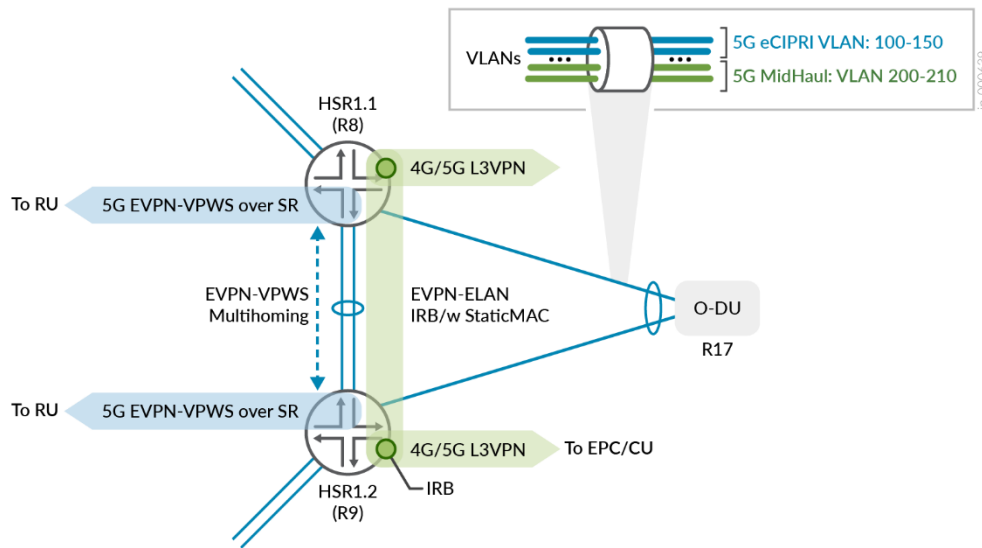 VLANs
5G eCIPRI VLAN: 100-150
5G MidHaul: VLAN 200-210
HSR1.1
(R8)
4G/5G L3VPN
To RU
5G EVPN-VPWS over SR
EVPN-VPWS
Multihoming
EVPN-ELAN
IRB/w StaticMAC
O-DU
R17
To RU
5G EVPN-VPWS over SR
4G/5G L3VPN
To EPC/CU
IRB
HSR1.2
(R9)